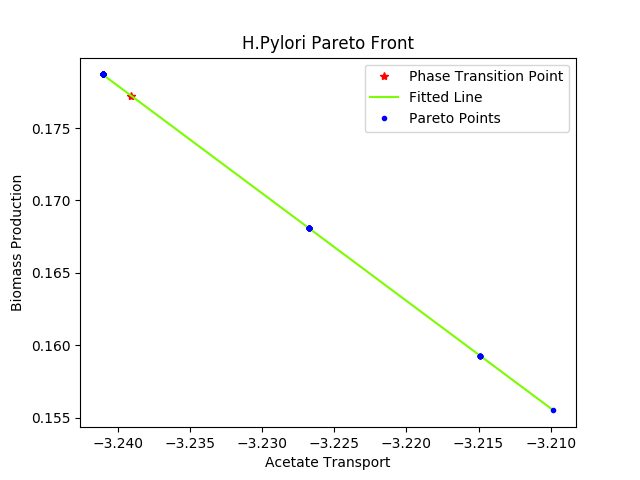 H.Pylori Pareto Front
Phase Transition Point
Fitted Line
Pareto Points
Biomass Production
0.175
0.170
0.165
0.160
0.155
−3.240
−3.235
−3.230
−3.225
−3.220
−3.215
−3.210
Acetate Transport